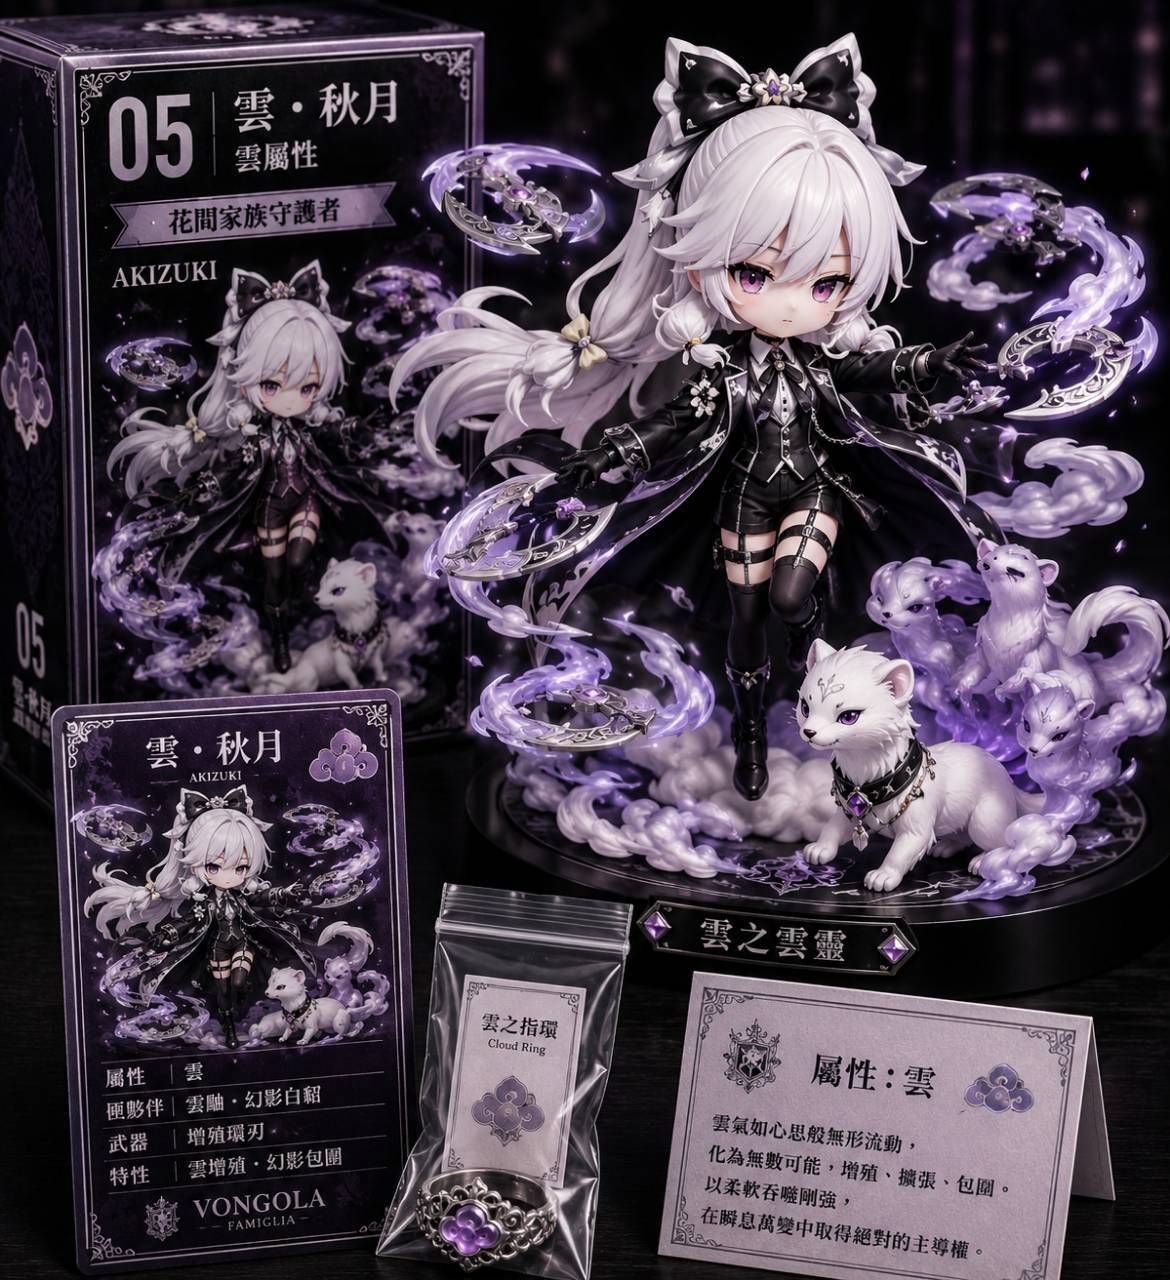 05
雲・秋月
雲屬性
花間家族守護者
AKIZUKI
05
雲・秋月
雲・秋月
AKIZUKI
屬性 雲
雲鼬・幻影白貂
武器 增殖環刃
特性 雲增殖・幻影包圍
VONGOLA
FAMIGLIA
雲之指環
Cloud Ring
雲之雲靈
屬性：雲
雲氣如心思般無形流動，
化為無數可能，增殖、擴張、包圍。
以柔軟吞噬剛強，
在瞬息萬變中取得絕對的主導權。